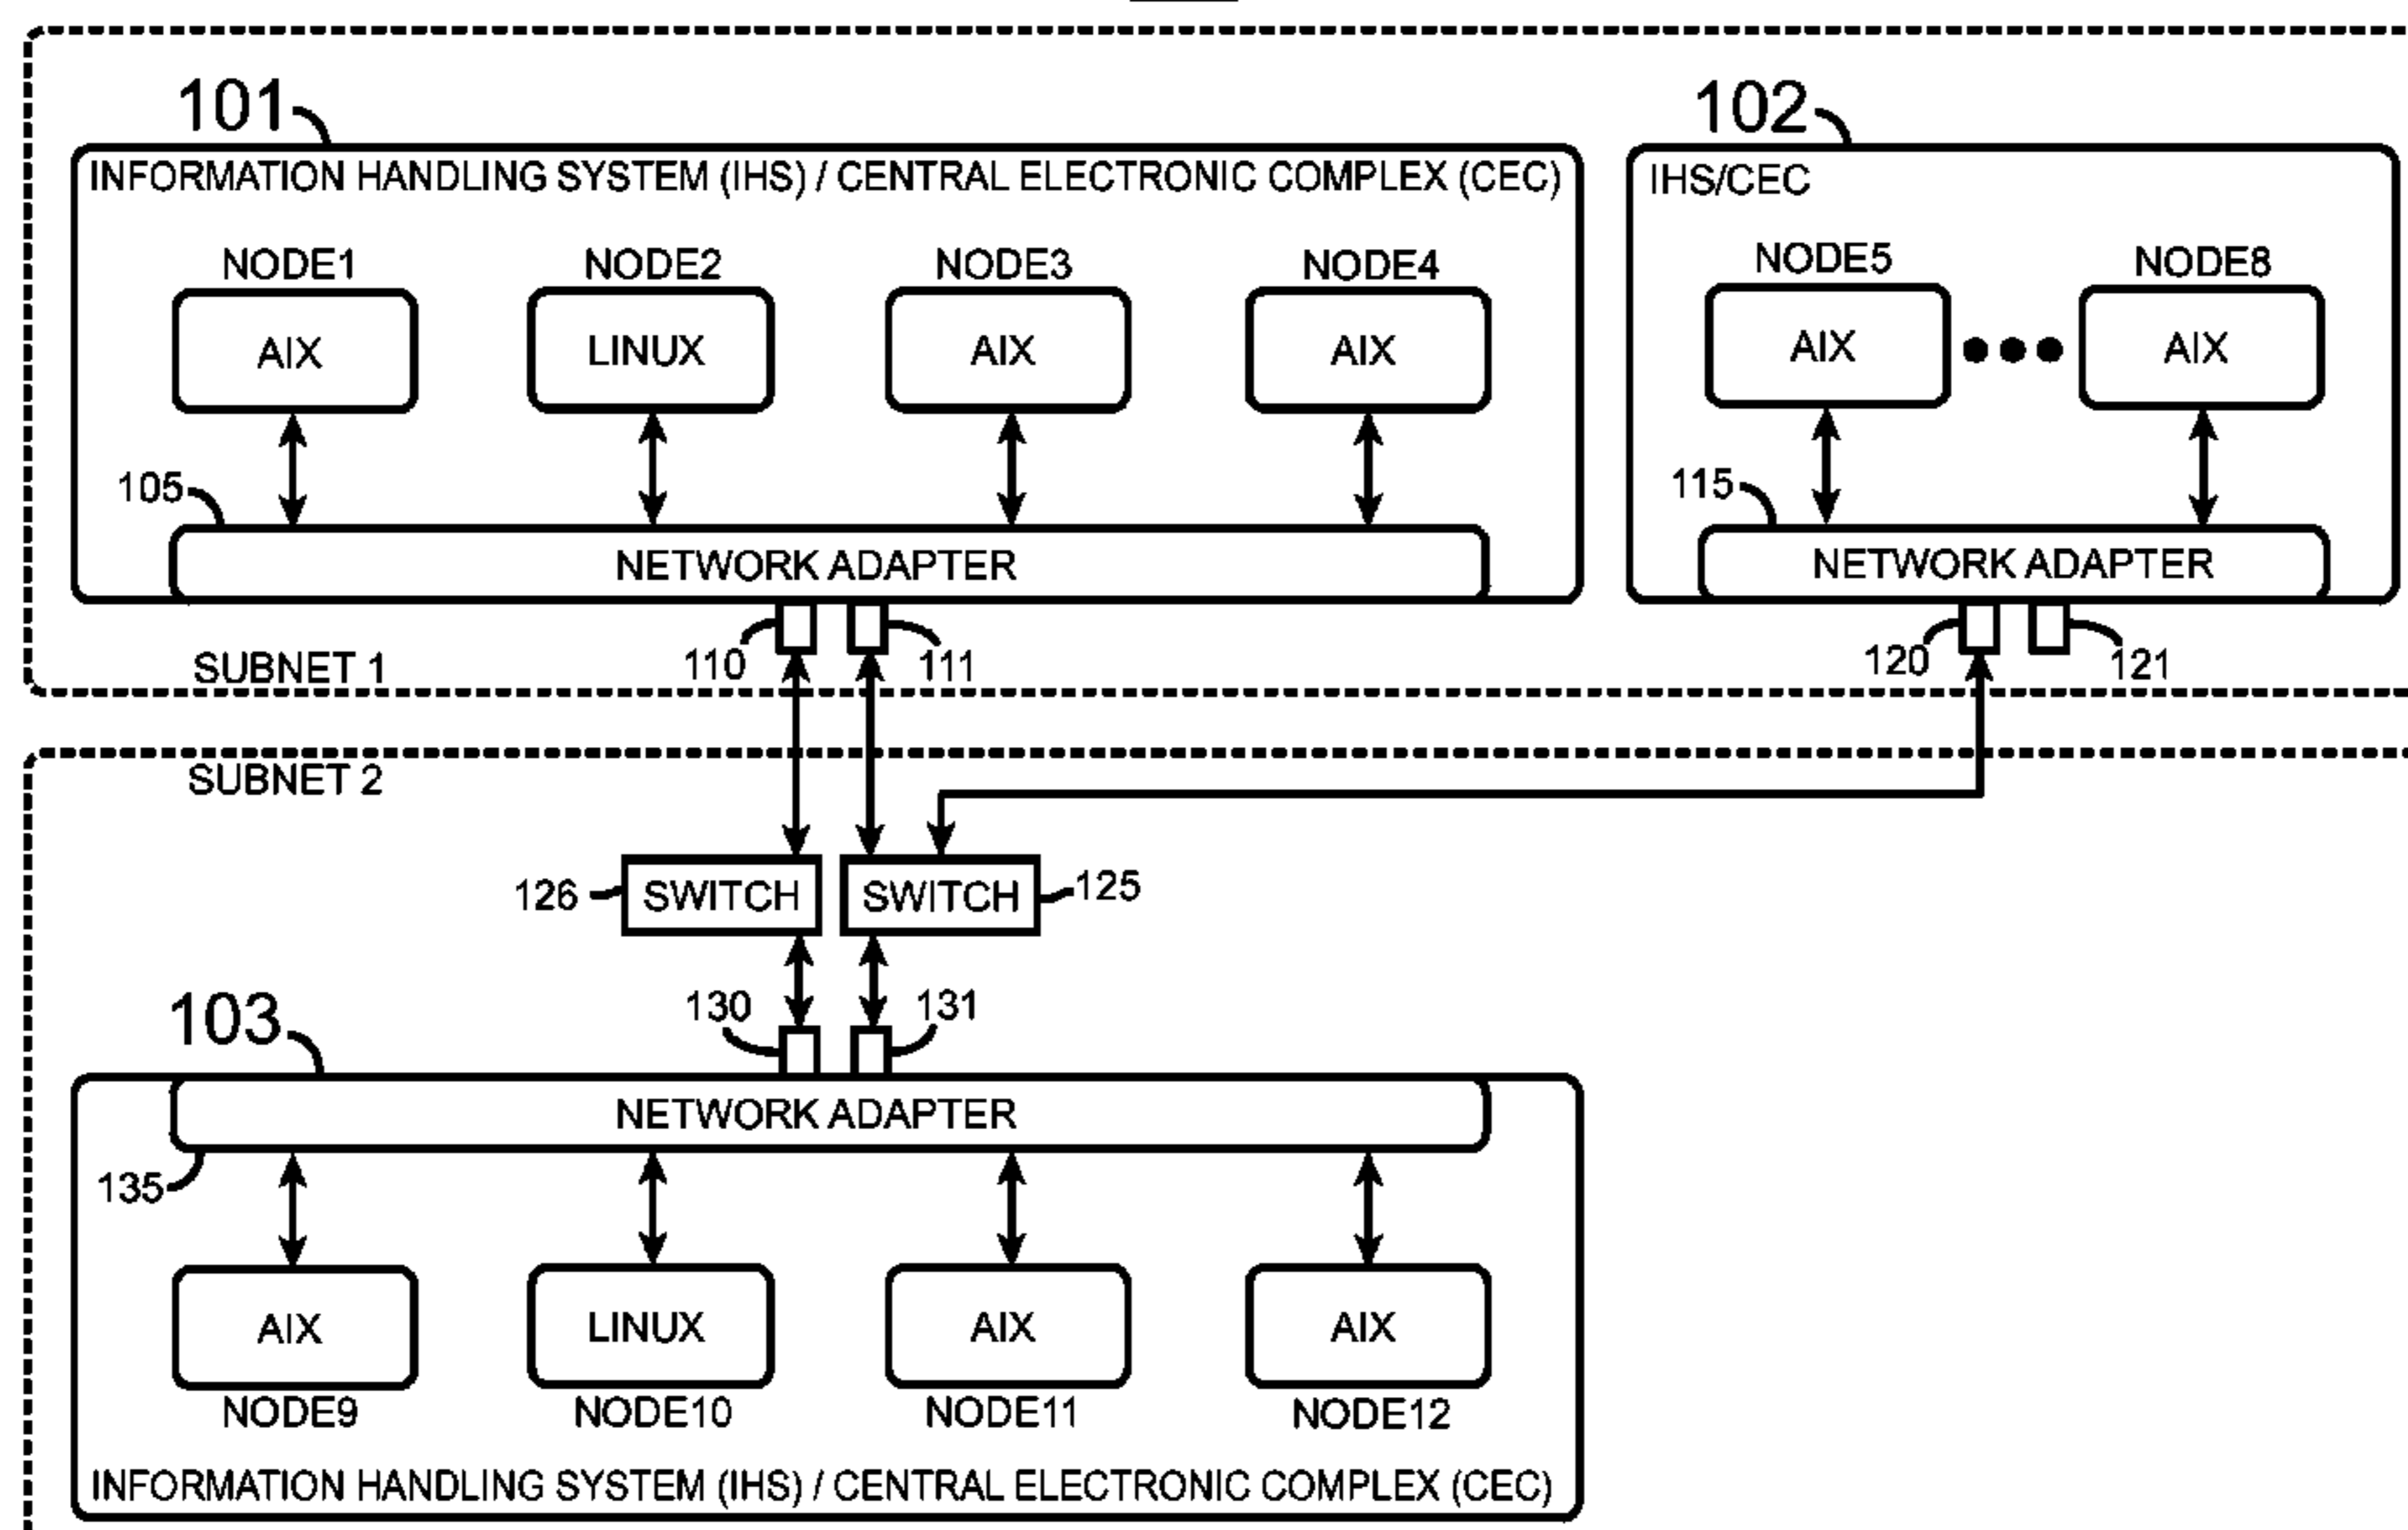 101
102
INFORMATION HANDLING SYSTEM (IHS) / CENTRAL ELECTRONIC COMPLEX (CEC)
IHS/CEC
NODE1 NODE2 NODE3 NODE4
NODE5 NODE8
AIX LINUX AIX AIX
AIX AIX
105
115
NETWORK ADAPTER
NETWORK ADAPTER
110 111
120 121
SUBNET 1
SUBNET 2
126 SWITCH SWITCH 125
130 131
103
NETWORK ADAPTER
135
AIX LINUX AIX AIX
NODE9 NODE10 NODE11 NODE12
INFORMATION HANDLING SYSTEM (IHS) / CENTRAL ELECTRONIC COMPLEX (CEC)